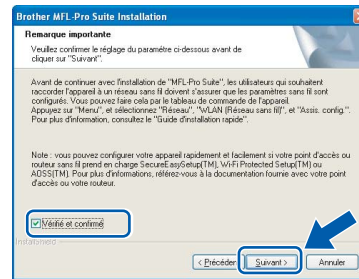 Brother MFL-Pro Suite Installation
Remarque importante
Veuillez confirmer le réglage du paramétre ci-dessous avant de
cliquer sur "Suivant".
Avant de continuer avec l'installation de "MFL-Pro Suite", les utilisateurs qui souhaitent
raccorder l'appareil à un réseau sans fil doivent s'assurer que les paramètres sans fil sont
configurés. Vous pouvez faire cela par le tableau de commande de l'appareil.
Appuyez sur "Menu", et sélectionnez "Réseau", "WLAN (Réseau sans fil)", et "Assis. config.".
Pour plus d'information, consultez le "Guide d'installation rapide".
Note : vous pouvez configurer votre appareil rapidement et facilement si votre point d'accès ou
routeur sans fil prend en charge SecureEasySetup(TM), Wi-Fi Protected Setup(TM) ou
AOSS(TM). Pour plus d'informations, référez-vous à la documentation fournie avec votre point
d'accès ou votre routeur.
Vérifié et confirmé
InstallShield
< Précéden
Suivant >
Annuler